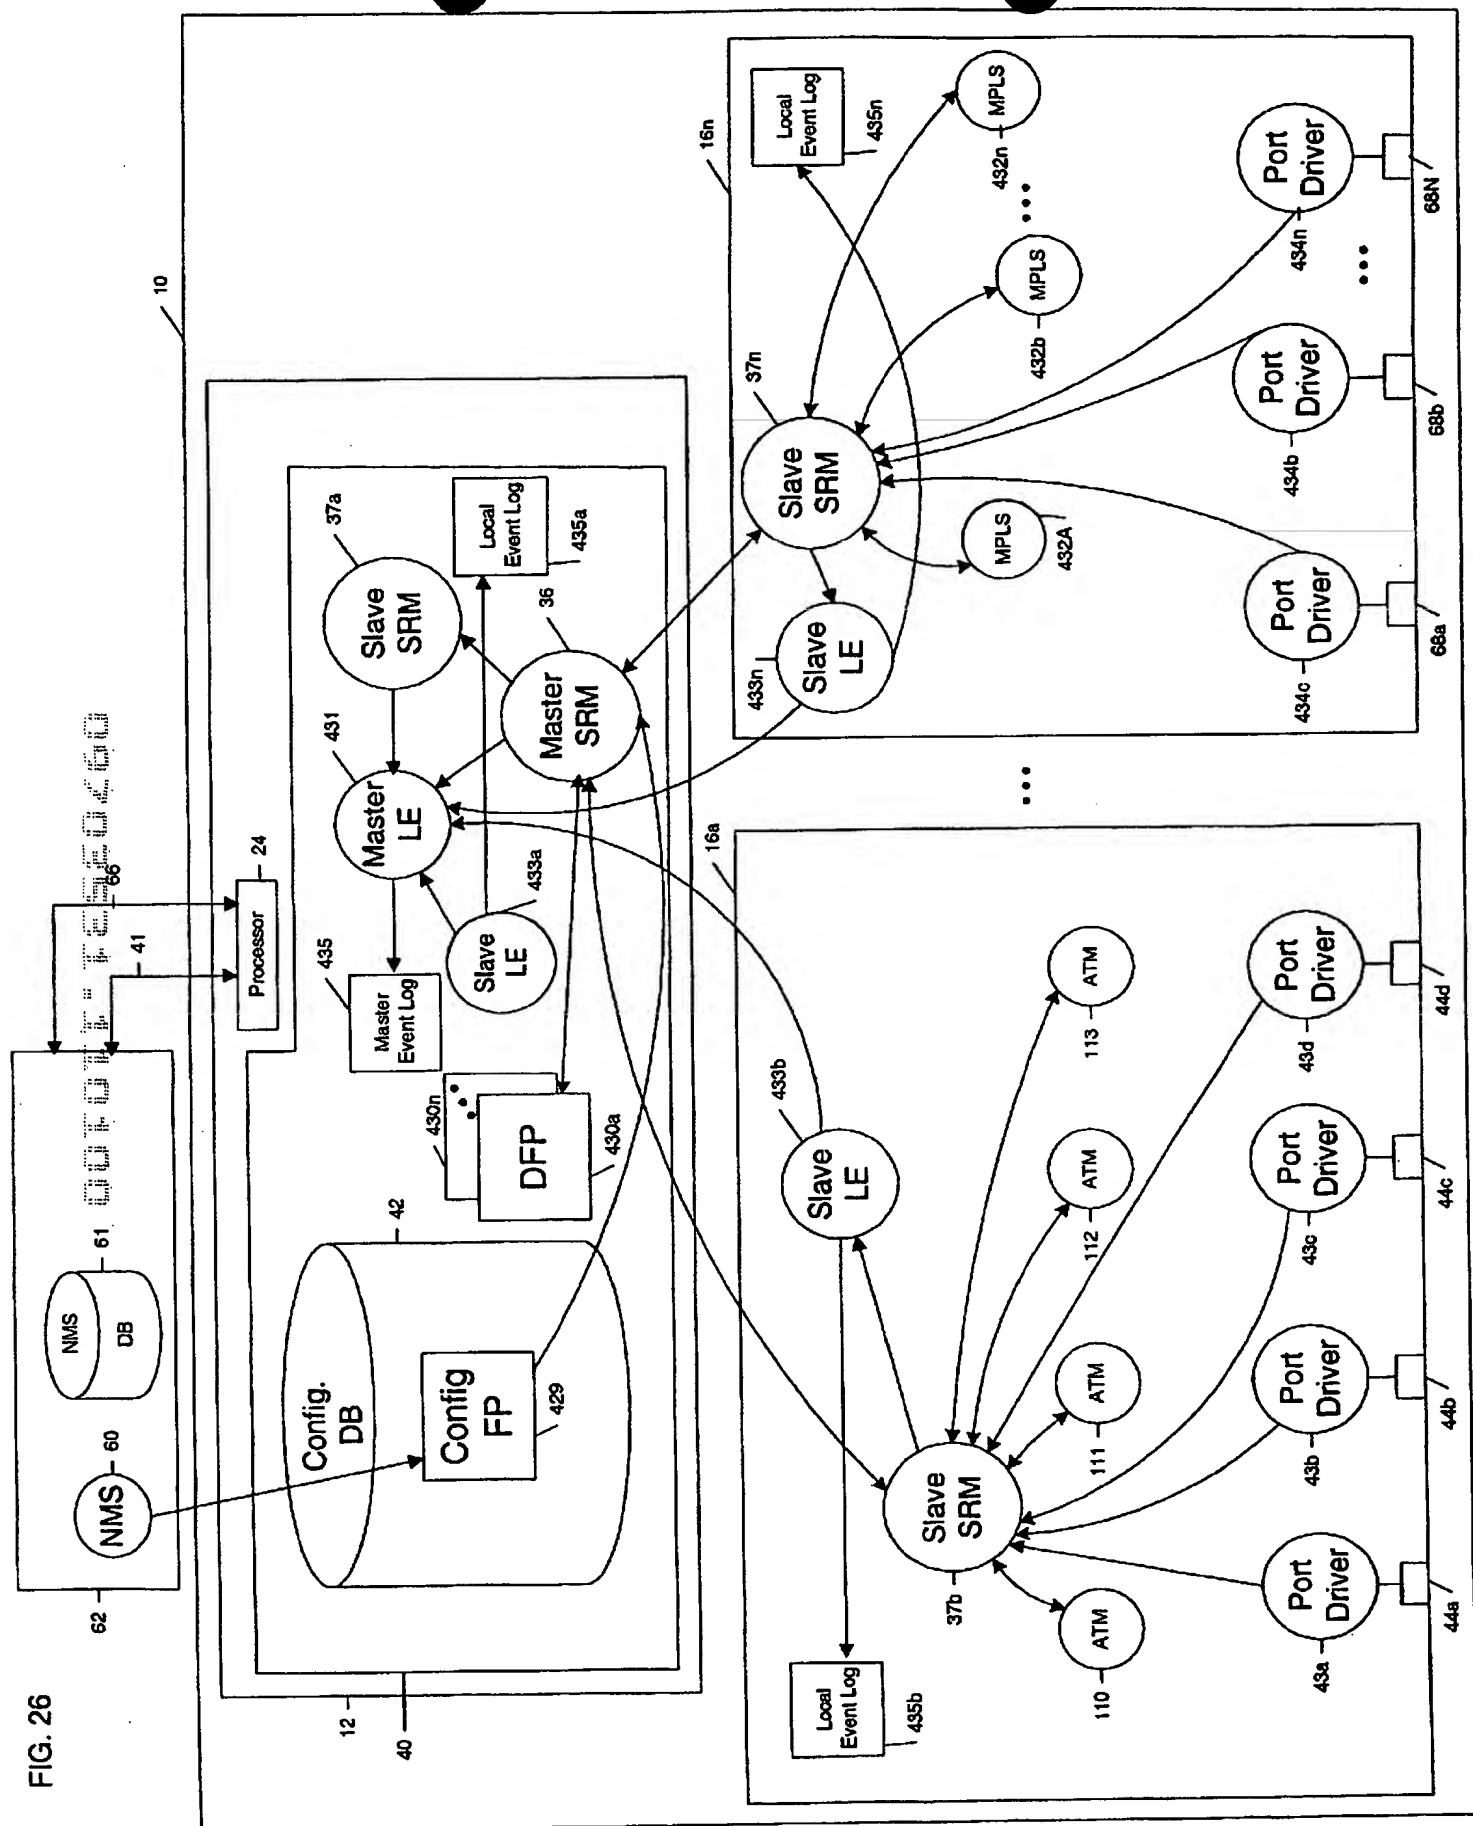 FIG. 26
62
NMS
60
NMS
DB
61
41
66
10
12
40
Processor
24
Config.
DB
42
Config
FP
429
DFP
430n
430a
Master
Event Log
435
Slave
LE
433a
Master
LE
431
Master
SRM
36
Slave
SRM
37a
Local
Event Log
435a
16a
Local
Event Log
435b
Slave
LE
433b
Slave
SRM
37b
ATM
110
ATM
111
ATM
112
ATM
113
Port
Driver
43a
44a
Port
Driver
43b
44b
Port
Driver
43c
44c
Port
Driver
43d
44d
...
16n
Slave
LE
433n
Slave
SRM
37n
Local
Event Log
435n
MPLS
432A
MPLS
432b
...
MPLS
432n
Port
Driver
434c
68a
Port
Driver
434b
68b
...
Port
Driver
434n
68N